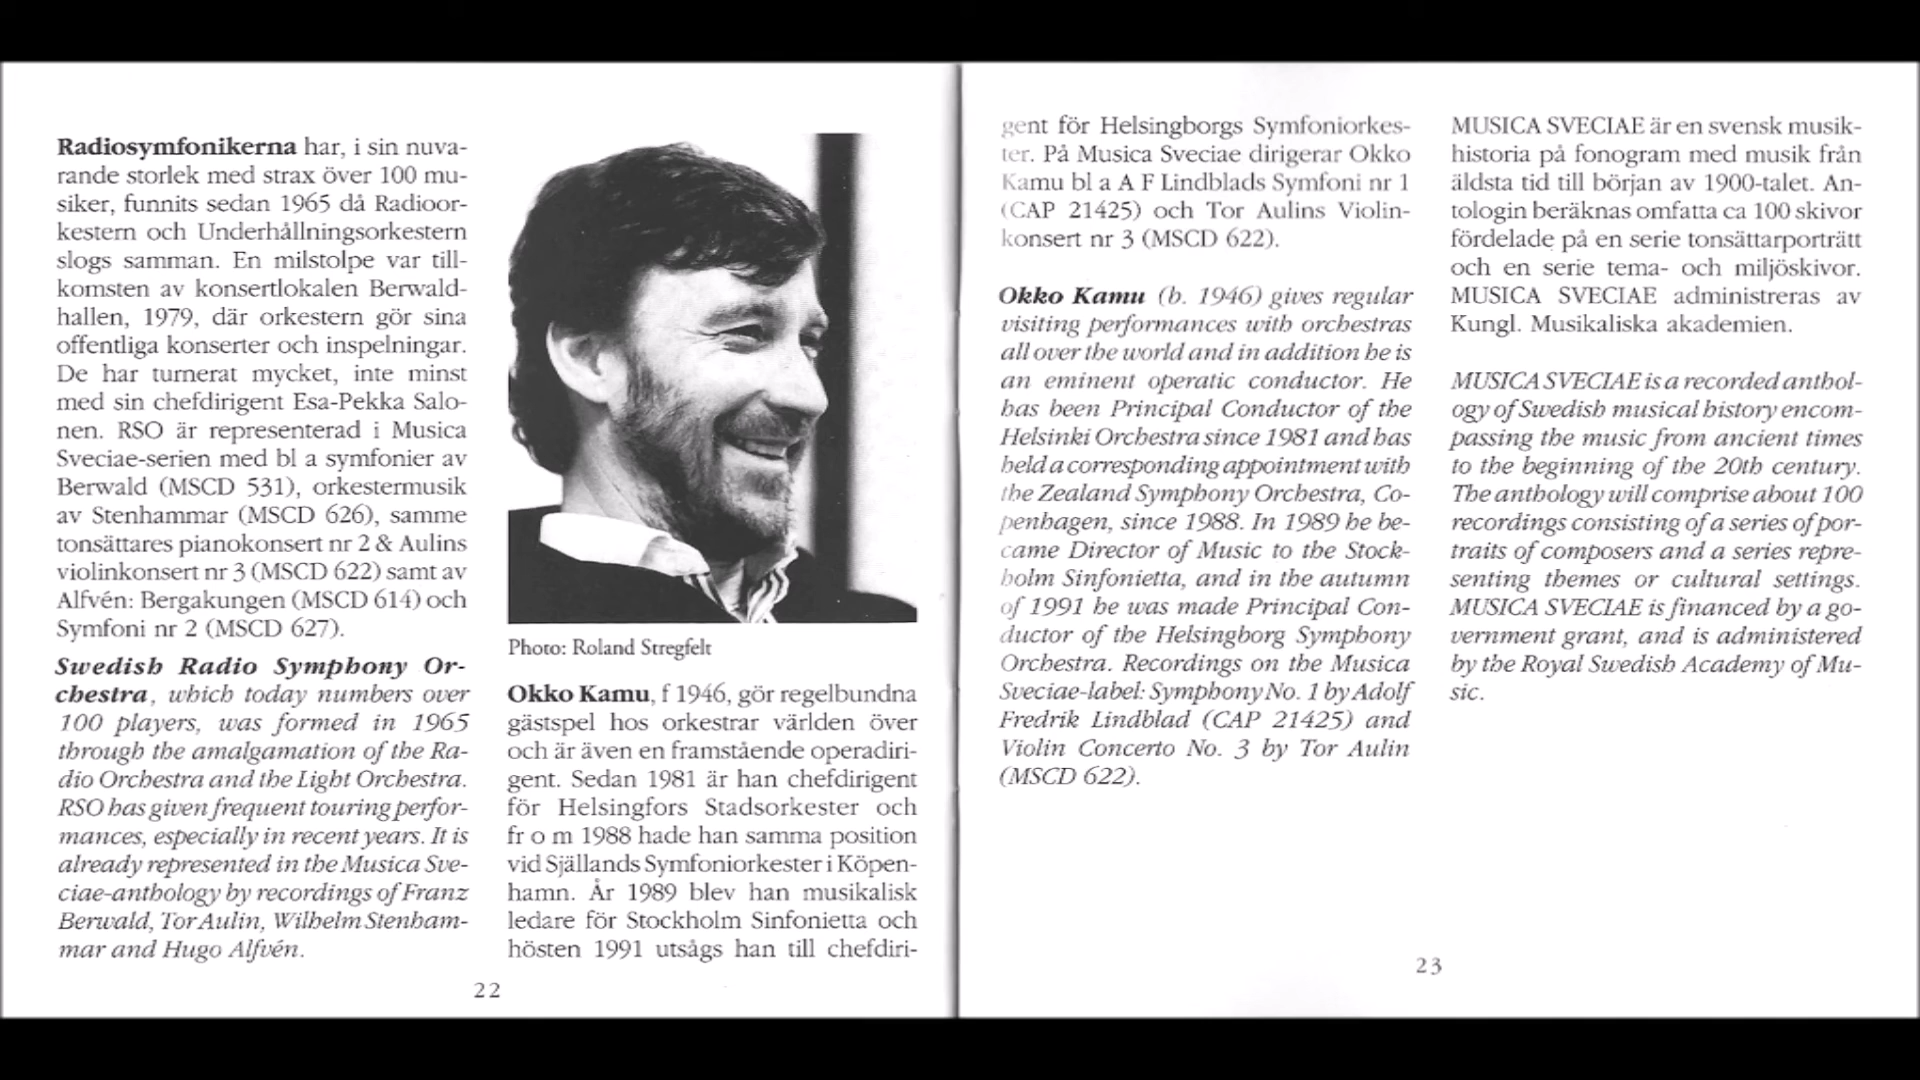 Radiosymfonikerna har, i sin nuva-
rande storlek med strax över 100 mu-
siker, funnits sedan 1965 då Radioor-
kestern och Underhållningsorkestern
slogs samman. En milstolpe var till-
komsten av konsertlokalen Berwald-
hallen, 1979, där orkestern gör sina
offentliga konserter och inspelningar.
De har turnerat mycket, inte minst
med sin chefdirigent Esa-Pekka Salo-
nen. RSO är representerad i Musica
Sveciae-serien med bl a symfonier av
Berwald (MSCD 531), orkestermusik
av Stenhammar (MSCD 626), samme
tonsättares pianokonsert nr 2 & Aulins
violinkonsert nr 3 (MSCD 622) samt av
Alfvén: Bergakungen (MSCD 614) och
Symfoni nr 2 (MSCD 627).
Swedish Radio Symphony Or-
chestra, which today numbers over
100 players, was formed in 1965
through the amalgamation of the Ra-
dio Orchestra and the Light Orchestra.
RSO has given frequent touring perfor-
mances, especially in recent years. It is
already represented in the Musica Sve-
ciae-anthology by recordings of Franz
Berwald, Tor Aulin, Wilhelm Stenham-
mar and Hugo Alfvén.
Photo: Roland Stregfelt
Okko Kamu, f 1946, gör regelbundna
gästspel hos orkestrar världen över
och är även en framstående operadiri-
gent. Sedan 1981 är han chefdirigent
för Helsingfors Stadsorkester och
fr o m 1988 hade han samma position
vid Själlands Symfoniorkester i Köpen-
hamn. År 1989 blev han musikalisk
ledare för Stockholm Sinfonietta och
hösten 1991 utsågs han till chefdiri-
22
gent för Helsingborgs Symfoniorkes-
ter. På Musica Sveciae dirigerar Okko
Kamu bl a A F Lindblads Symfoni nr 1
(CAP 21425) och Tor Aulins Violin-
konsert nr 3 (MSCD 622).
Okko Kamu (b. 1946) gives regular
visiting performances with orchestras
all over the world and in addition he is
an eminent operatic conductor. He
has been Principal Conductor of the
Helsinki Orchestra since 1981 and has
held a corresponding appointment with
the Zealand Symphony Orchestra, Co-
penhagen, since 1988. In 1989 he be-
came Director of Music to the Stock-
holm Sinfonietta, and in the autumn
of 1991 he was made Principal Con-
ductor of the Helsingborg Symphony
Orchestra. Recordings on the Musica
Sveciae-label: Symphony No. 1 by Adolf
Fredrik Lindblad (CAP 21425) and
Violin Concerto No. 3 by Tor Aulin
(MSCD 622).
MUSICA SVECIAE är en svensk musik-
historia på fonogram med musik från
äldsta tid till början av 1900-talet. An-
tologin beräknas omfatta ca 100 skivor
fördelade på en serie tonsättarporträtt
och en serie tema- och miljöskivor.
MUSICA SVECIAE administreras av
Kungl. Musikaliska akademien.
MUSICA SVECIAE is a recorded anthol-
ogy of Swedish musical history encom-
passing the music from ancient times
to the beginning of the 20th century.
The anthology will comprise about 100
recordings consisting of a series of por-
traits of composers and a series repre-
senting themes or cultural settings.
MUSICA SVECIAE is financed by a go-
vernment grant, and is administered
by the Royal Swedish Academy of Mu-
sic.
23